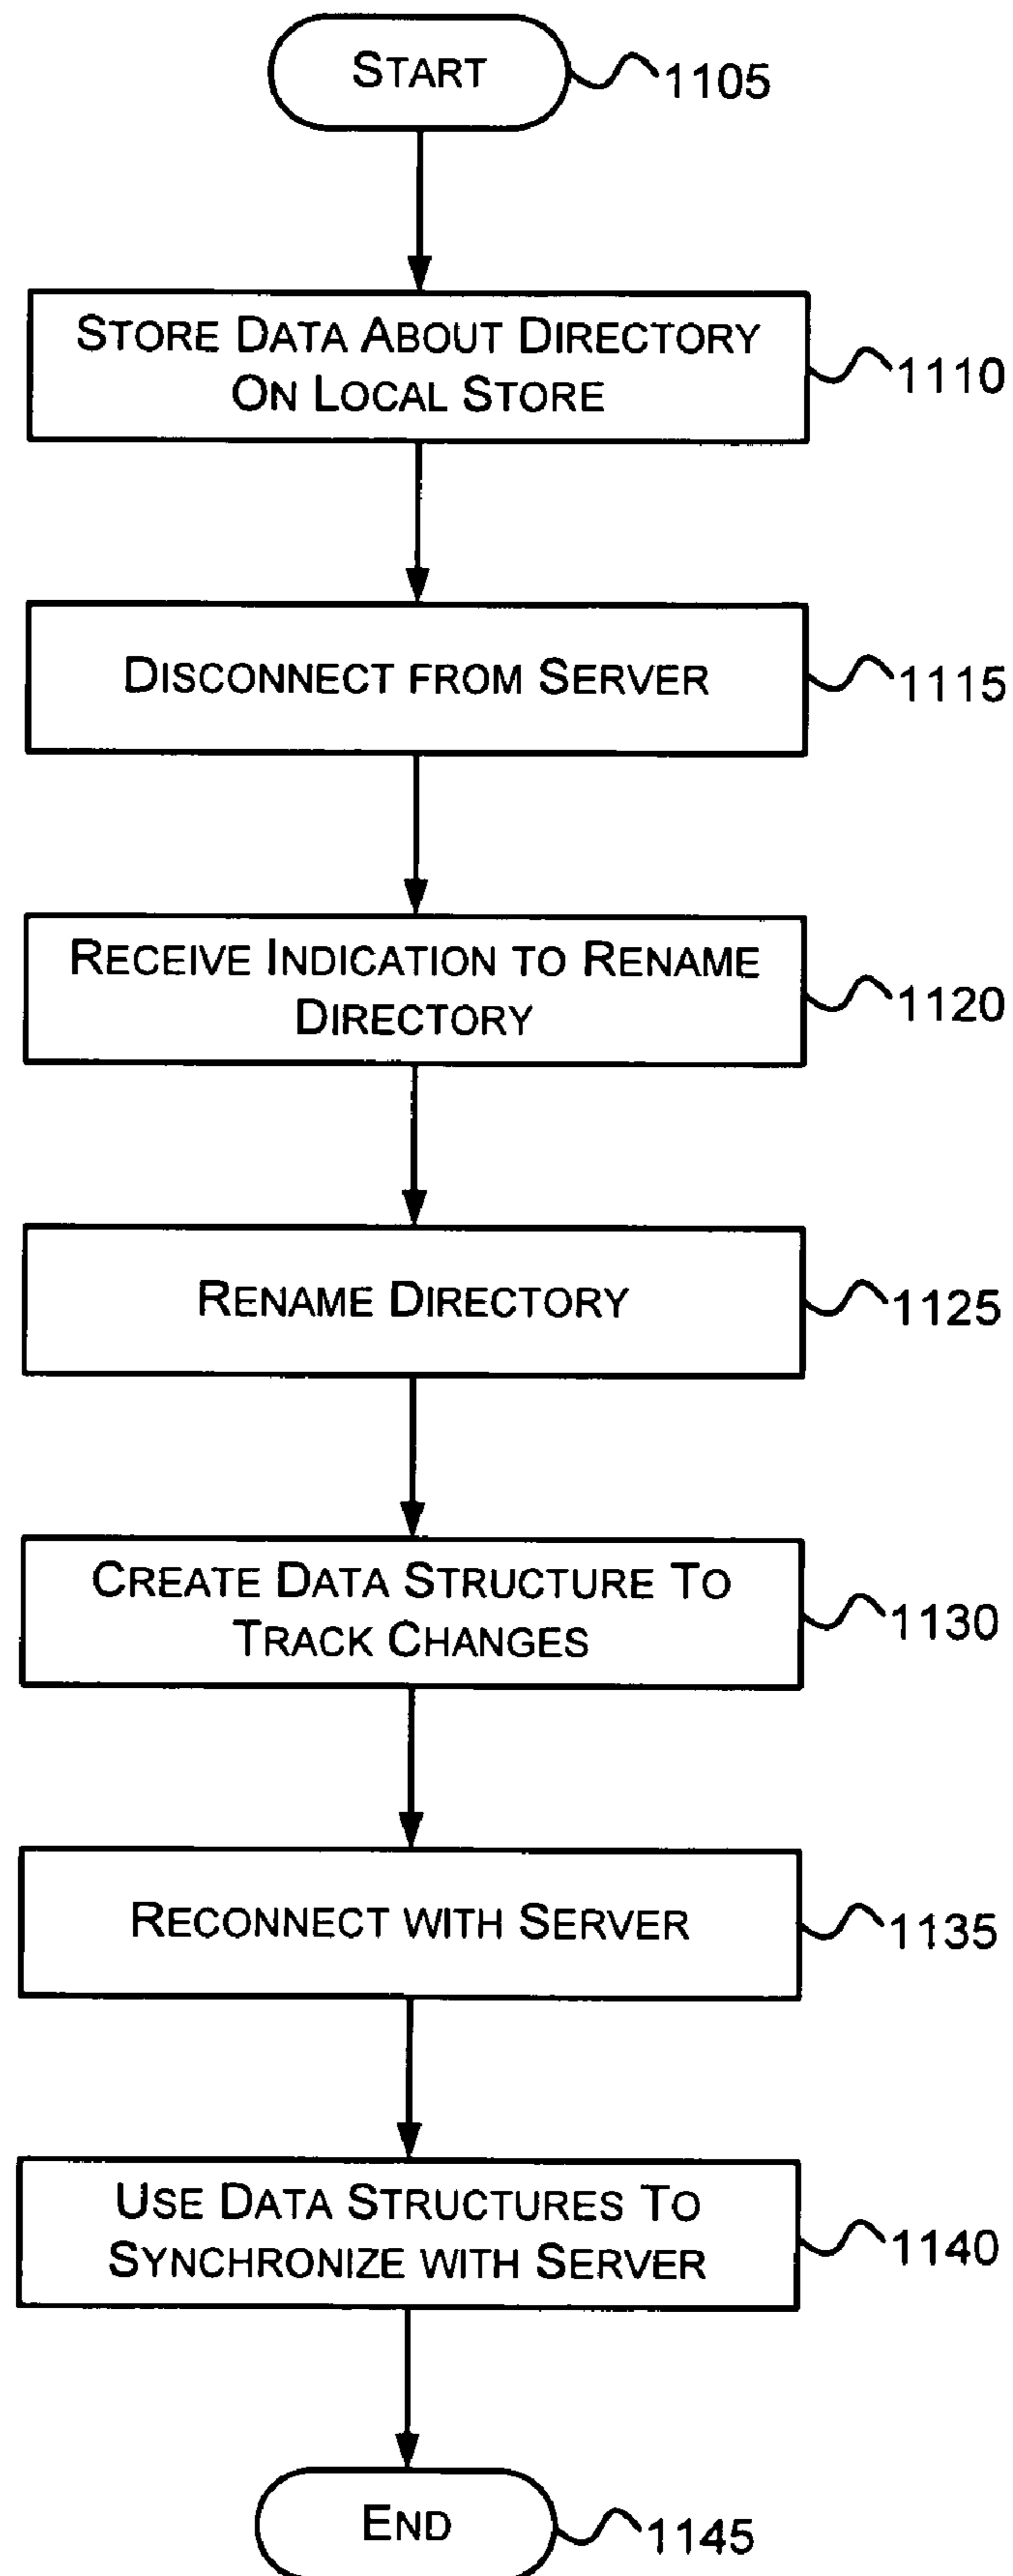 START
1105
STORE DATA ABOUT DIRECTORY
ON LOCAL STORE
1110
DISCONNECT FROM SERVER
1115
RECEIVE INDICATION TO RENAME
DIRECTORY
1120
RENAME DIRECTORY
1125
CREATE DATA STRUCTURE TO
TRACK CHANGES
1130
RECONNECT WITH SERVER
1135
USE DATA STRUCTURES TO
SYNCHRONIZE WITH SERVER
1140
END
1145